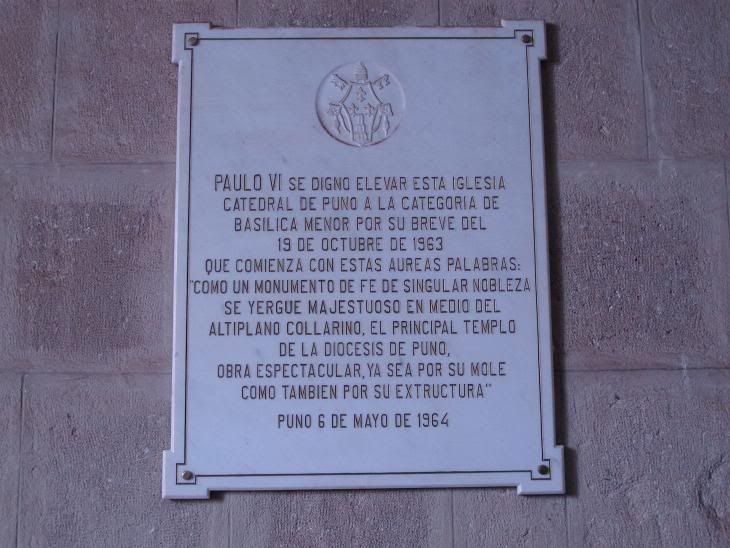 PAULO VI SE DIGNO ELEVAR ESTA IGLESIA
CATEDRAL DE PUNO A LA CATEGORIA DE
BASILICA MENOR POR SU BREVE DEL
19 DE OCTUBRE DE 1963
QUE COMIENZA CON ESTAS AUREAS PALABRAS:
"COMO UN MONUMENTO DE FE DE SINGULAR NOBLEZA
SE YERGUE MAJESTUOSO EN MEDIO DEL
ALTIPLANO COLLARINO, EL PRINCIPAL TEMPLO
DE LA DIOCESIS DE PUNO,
OBRA ESPECTACULAR, YA SEA POR SU MOLE
COMO TAMBIEN POR SU EXTRUCTURA"
PUNO 6 DE MAYO DE 1964